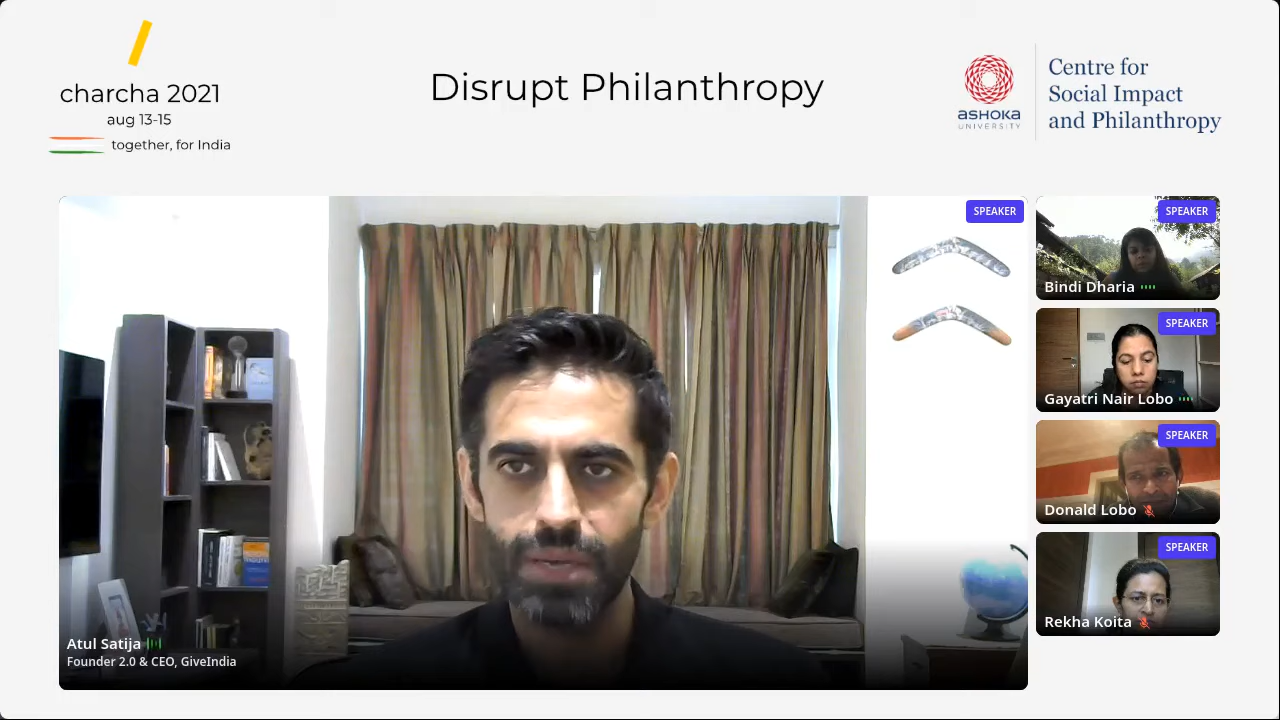 charcha 2021
aug 13-15
together, for India
Disrupt Philanthropy
ASHOKA
UNIVERSITY
Centre for
Social Impact
and Philanthropy
SPEAKER
Atul Satija
Founder 2.0 & CEO, GiveIndia
SPEAKER
Bindi Dharia
SPEAKER
Gayatri Nair Lobo
SPEAKER
Donald Lobo
SPEAKER
Rekha Koita